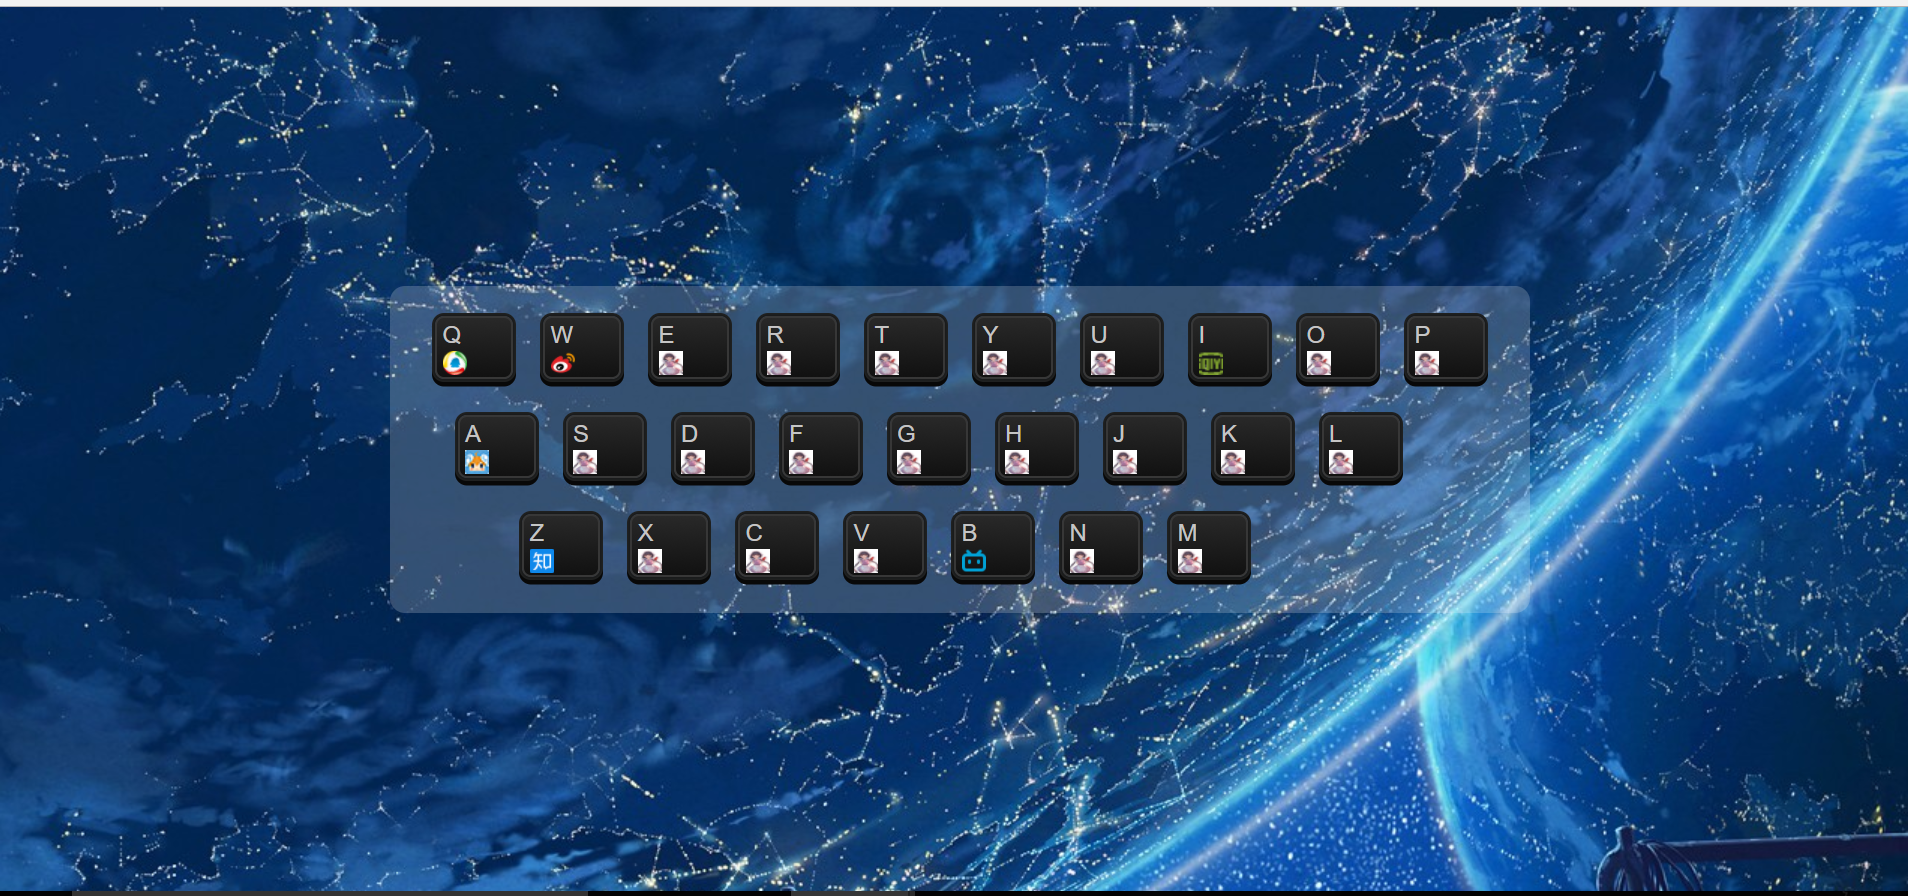 Q W E R T Y U I O P
iQIYI
A S D F G H J K L
Z X C V B N M
知